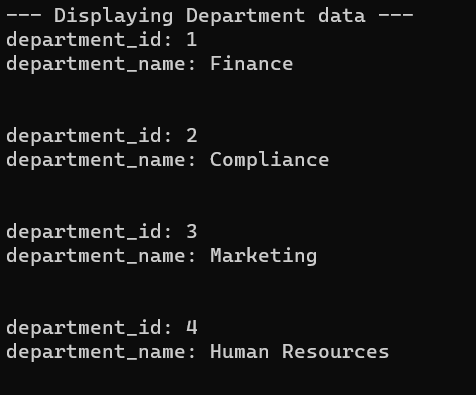 --- Displaying Department data ---
department_id: 1
department_name: Finance
department_id: 2
department_name: Compliance
department_id: 3
department_name: Marketing
department_id: 4
department_name: Human Resources